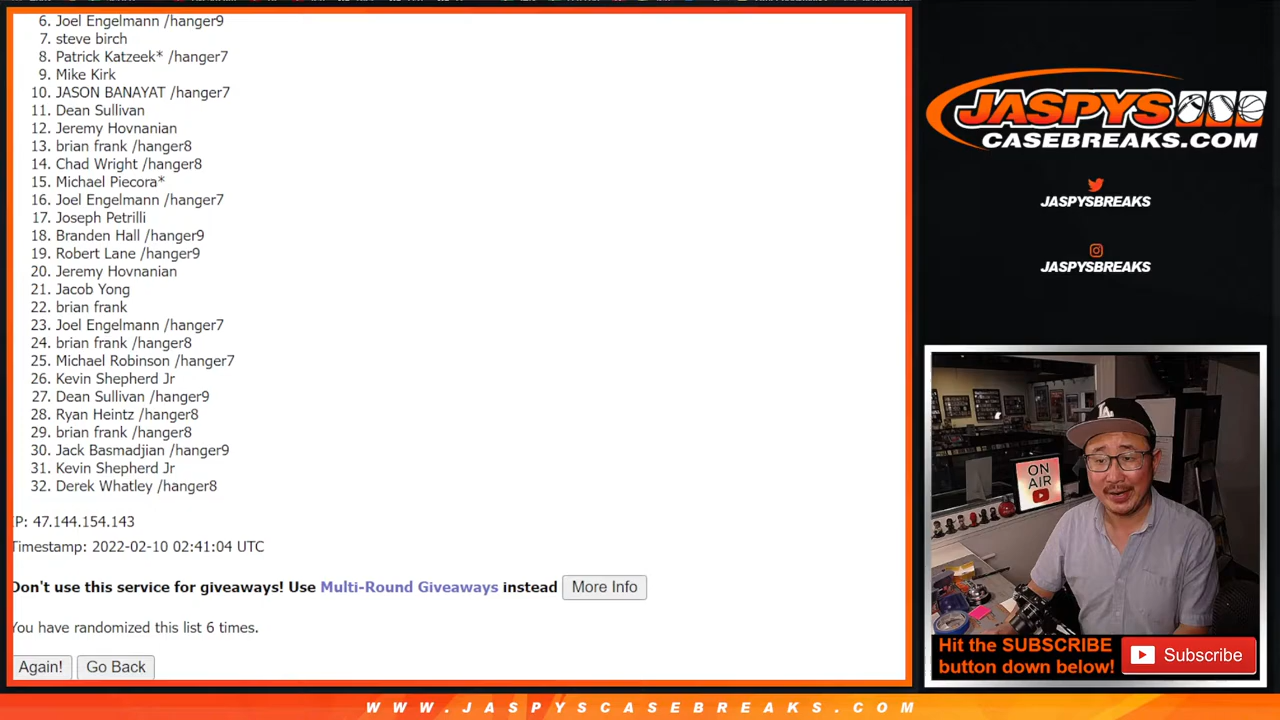 6. Joel Engelmann /hanger9
7. steve birch
8. Patrick Katzeek* /hanger7
9. Mike Kirk
10. JASON BANAYAT /hanger7
11. Dean Sullivan
12. Jeremy Hovnanian
13. brian frank /hanger8
14. Chad Wright /hanger8
15. Michael Piecora*
16. Joel Engelmann /hanger7
17. Joseph Petrilli
18. Branden Hall /hanger9
19. Robert Lane /hanger9
20. Jeremy Hovnanian
21. Jacob Yong
22. brian frank
23. Joel Engelmann /hanger7
24. brian frank /hanger8
25. Michael Robinson /hanger7
26. Kevin Shepherd Jr
27. Dean Sullivan /hanger9
28. Ryan Heintz /hanger8
29. brian frank /hanger8
30. Jack Basmadjian /hanger9
31. Kevin Shepherd Jr
32. Derek Whatley /hanger8
IP: 47.144.154.143
Timestamp: 2022-02-10 02:41:04 UTC
Don't use this service for giveaways! Use Multi-Round Giveaways instead More Info
You have randomized this list 6 times.
Again! Go Back
JASPYS
CASEBREAKS.COM
JASPYSBREAKS
JASPYSBREAKS
ON
AIR
Hit the SUBSCRIBE
button down below!
Subscribe
WWW.JASPYSCASEBREAKS.COM